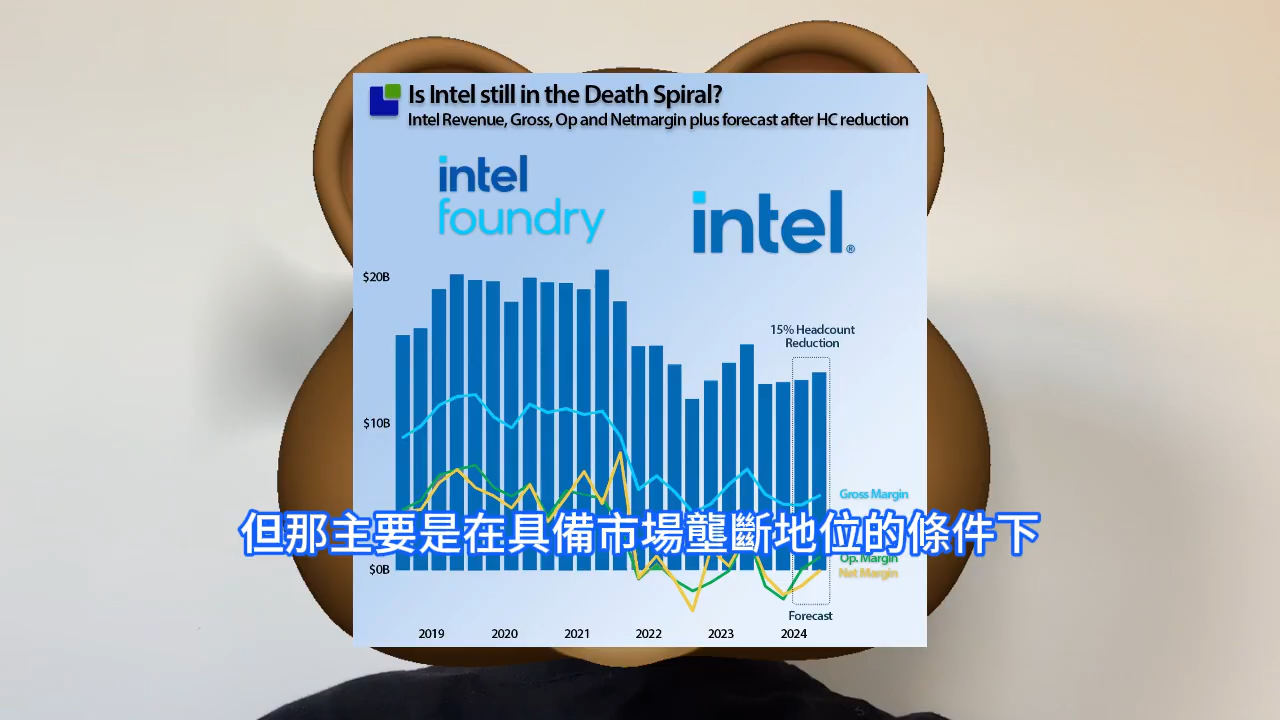 Is Intel still in the Death Spiral?
Intel Revenue, Gross, Op and Netmargin plus forecast after HC reduction
intel
foundry
intel®
$20B
15% Headcount
Reduction
$10B
Gross Margin
但那主要是在具備市場壟斷地位的條件下
Op. Margin
$0B
Net Margin
Forecast
2019
2020
2021
2022
2023
2024